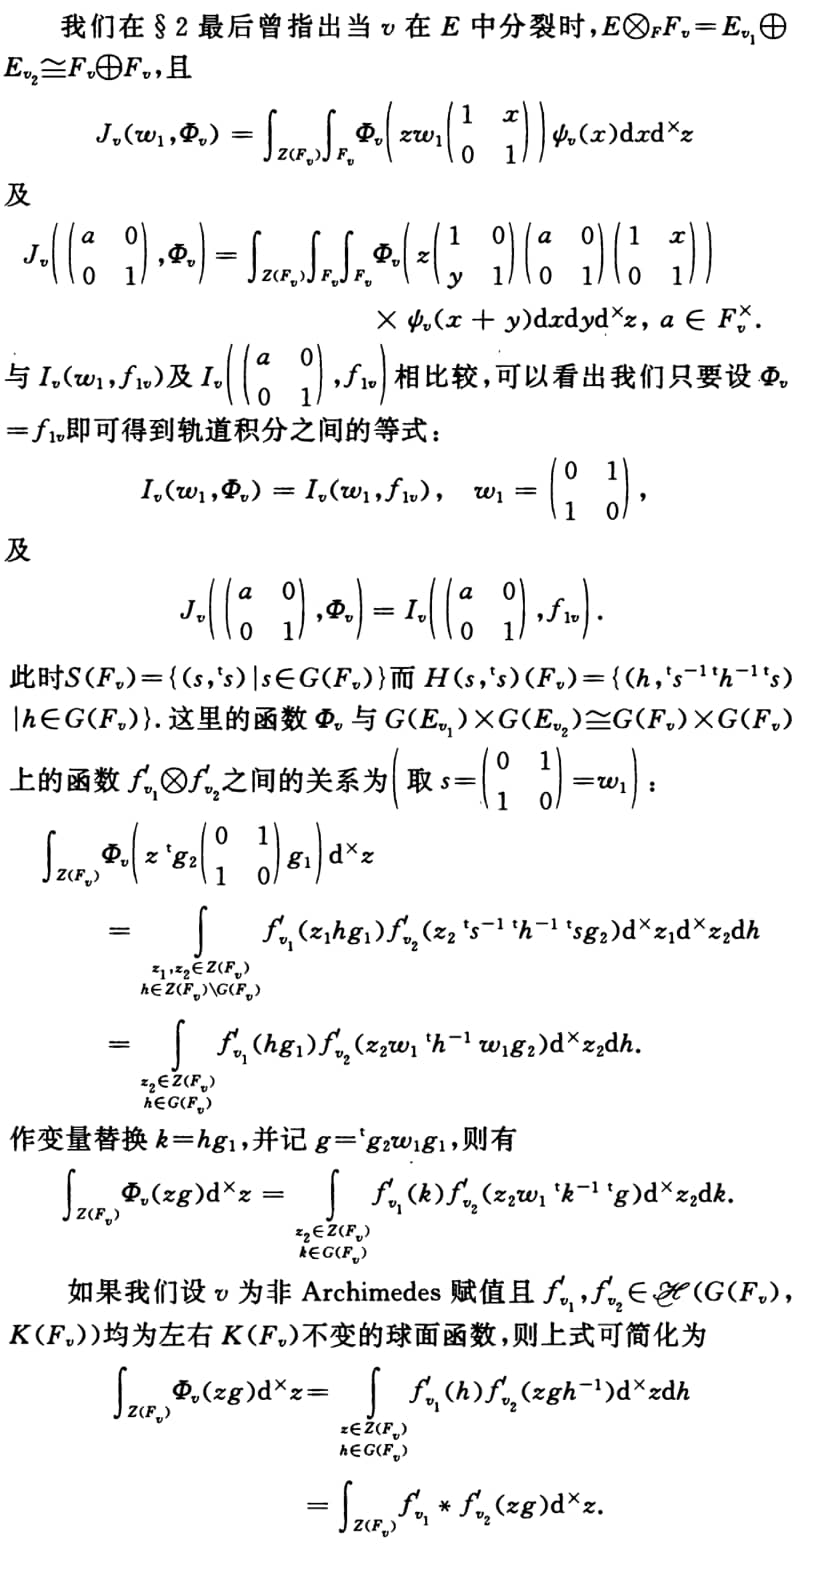 我们在 § 2 最后曾指出当 $v$ 在 $E$ 中分裂时,$E\otimes_F F_v=E_{v_1}\oplus$
$E_{v_2}\cong F_v\oplus F_v$,且
$$J_v(w_1,\Phi_v)=\int_{Z(F_v)}\int_{F_v}\Phi_v\left(zw_1\begin{pmatrix}1&x\\0&1\end{pmatrix}\right)\psi_v(x)\mathrm{d}x\mathrm{d}^\times z$$
及
$$J_v\left(\begin{pmatrix}a&0\\0&1\end{pmatrix},\Phi_v\right)=\int_{Z(F_v)}\int_{F_v}\int_{F_v}\Phi_v\left(z\begin{pmatrix}1&0\\y&1\end{pmatrix}\begin{pmatrix}a&0\\0&1\end{pmatrix}\begin{pmatrix}1&x\\0&1\end{pmatrix}\right)$$
$$\times\psi_v(x+y)\mathrm{d}x\mathrm{d}y\mathrm{d}^\times z,\ a\in F_v^\times.$$
与 $I_v(w_1,f_{1v})$及 $I_v\left(\begin{pmatrix}a&0\\0&1\end{pmatrix},f_{1v}\right)$相比较,可以看出我们只要设 $\Phi_v$
$=f_{1v}$即可得到轨道积分之间的等式:
$$I_v(w_1,\Phi_v)=I_v(w_1,f_{1v}),\quad w_1=\begin{pmatrix}0&1\\1&0\end{pmatrix},$$
及
$$J_v\left(\begin{pmatrix}a&0\\0&1\end{pmatrix},\Phi_v\right)=I_v\left(\begin{pmatrix}a&0\\0&1\end{pmatrix},f_{1v}\right).$$
此时$S(F_v)=\{(s,{}^ts)|s\in G(F_v)\}$而 $H(s,{}^ts)(F_v)=\{(h,{}^ts^{-1}\,{}^th^{-1}\,{}^ts)$
$|h\in G(F_v)\}$.这里的函数 $\Phi_v$ 与 $G(E_{v_1})\times G(E_{v_2})\cong G(F_v)\times G(F_v)$
上的函数 $f'_{v_1}\otimes f'_{v_2}$之间的关系为$\left(\text{取 }s=\begin{pmatrix}0&1\\1&0\end{pmatrix}=w_1\right)$:
$$\int_{Z(F_v)}\Phi_v\left(z\,{}^tg_2\begin{pmatrix}0&1\\1&0\end{pmatrix}g_1\right)\mathrm{d}^\times z$$
$$=\int_{\substack{z_1,z_2\in Z(F_v)\\h\in Z(F_v)\backslash G(F_v)}}f'_{v_1}(z_1hg_1)f'_{v_2}(z_2\,{}^ts^{-1}\,{}^th^{-1}\,{}^tsg_2)\mathrm{d}^\times z_1\mathrm{d}^\times z_2\mathrm{d}h$$
$$=\int_{\substack{z_2\in Z(F_v)\\h\in G(F_v)}}f'_{v_1}(hg_1)f'_{v_2}(z_2w_1\,{}^th^{-1}w_1g_2)\mathrm{d}^\times z_2\mathrm{d}h.$$
作变量替换 $k=hg_1$,并记 $g={}^tg_2w_1g_1$,则有
$$\int_{Z(F_v)}\Phi_v(zg)\mathrm{d}^\times z=\int_{\substack{z_2\in Z(F_v)\\k\in G(F_v)}}f'_{v_1}(k)f'_{v_2}(z_2w_1\,{}^tk^{-1}\,{}^tg)\mathrm{d}^\times z_2\mathrm{d}k.$$
如果我们设 $v$ 为非 Archimedes 赋值且 $f'_{v_1},f'_{v_2}\in\mathscr{H}(G(F_v),$
$K(F_v))$均为左右 $K(F_v)$不变的球面函数,则上式可简化为
$$\int_{Z(F_v)}\Phi_v(zg)\mathrm{d}^\times z=\int_{\substack{z\in Z(F_v)\\h\in G(F_v)}}f'_{v_1}(h)f'_{v_2}(zgh^{-1})\mathrm{d}^\times z\mathrm{d}h$$
$$=\int_{Z(F_v)}f'_{v_1}*f'_{v_2}(zg)\mathrm{d}^\times z.$$